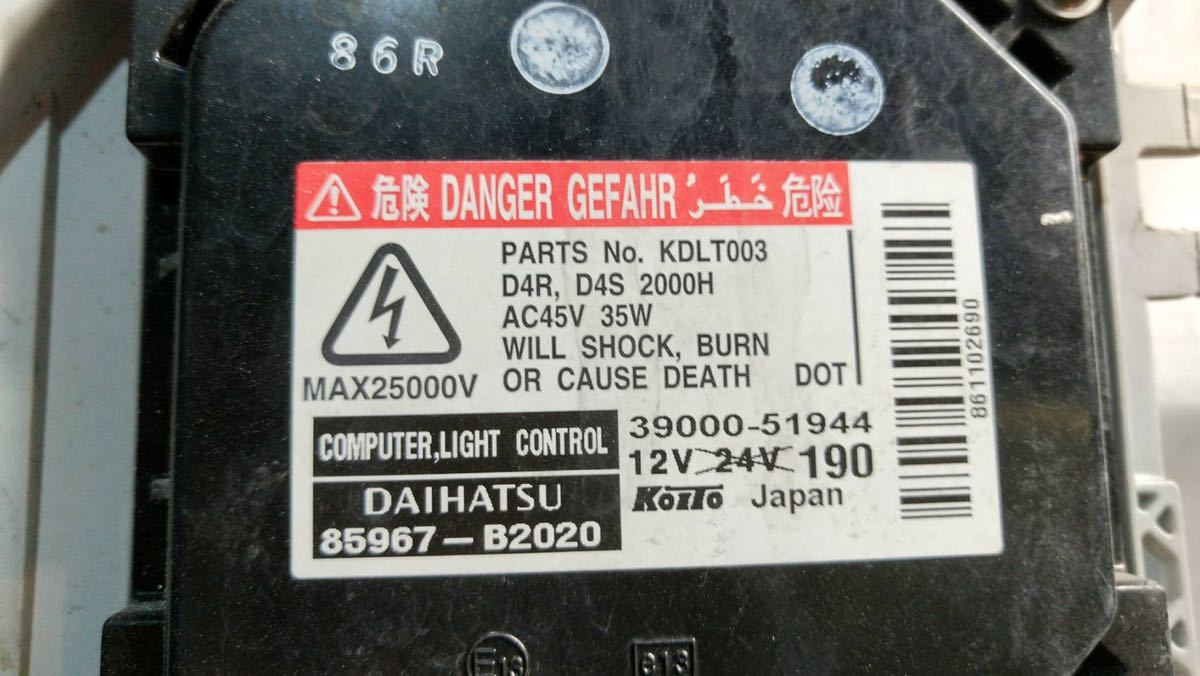 86R
危険 DANGER GEFAHR خَطَرٌ 危险
PARTS No. KDLT003
D4R, D4S 2000H
AC45V 35W
WILL SHOCK, BURN
OR CAUSE DEATH DOT
MAX25000V
COMPUTER,LIGHT CONTROL
DAIHATSU
85967-B2020
39000-51944
12V 24V 190
KOITO Japan
861102690
E13
e13